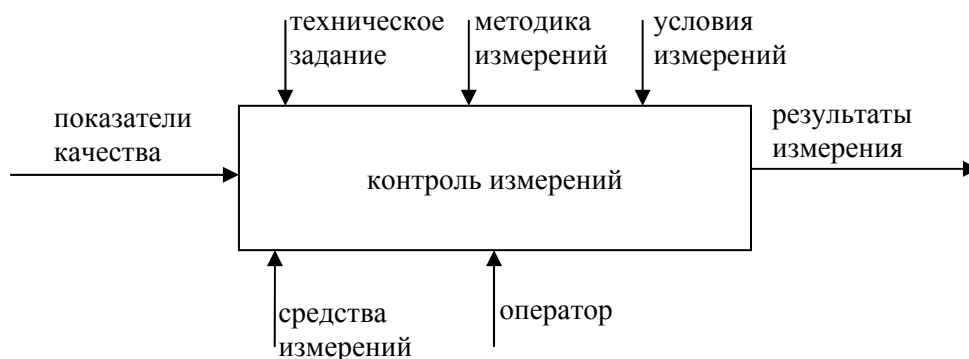 техническое
задание
методика
измерений
условия
измерений
показатели
качества
результаты
измерения
контроль измерений
средства
измерений
оператор